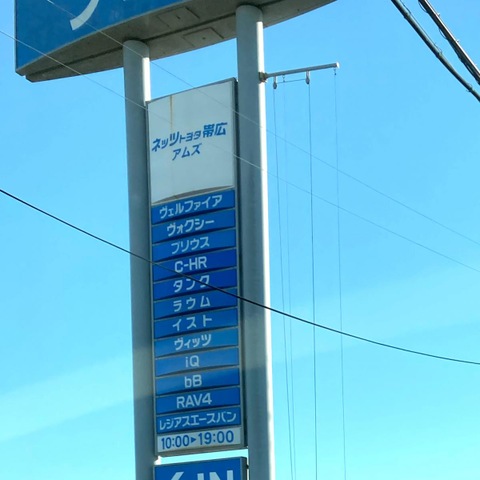 ネッツトヨタ帯広
アムズ
ヴェルファイア
ヴォクシー
プリウス
C-HR
タンク
ラウム
イスト
ヴィッツ
iQ
bB
RAV4
レジアスエースバン
10:00▶19:00
IN